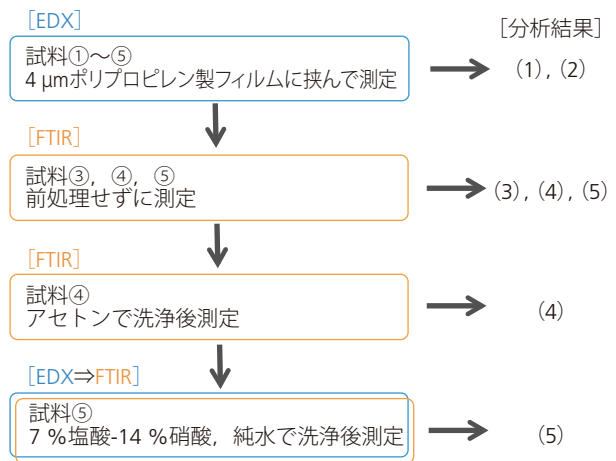 ［EDX］
［分析結果］
試料①～⑤
4 μmポリプロピレン製フィルムに挟んで測定
（1），（2）
［FTIR］
試料③，④，⑤
前処理せずに測定
（3），（4），（5）
［FTIR］
試料④
アセトンで洗浄後測定
（4）
［EDX⇒FTIR］
試料⑤
7 %塩酸-14 %硝酸，純水で洗浄後測定
（5）